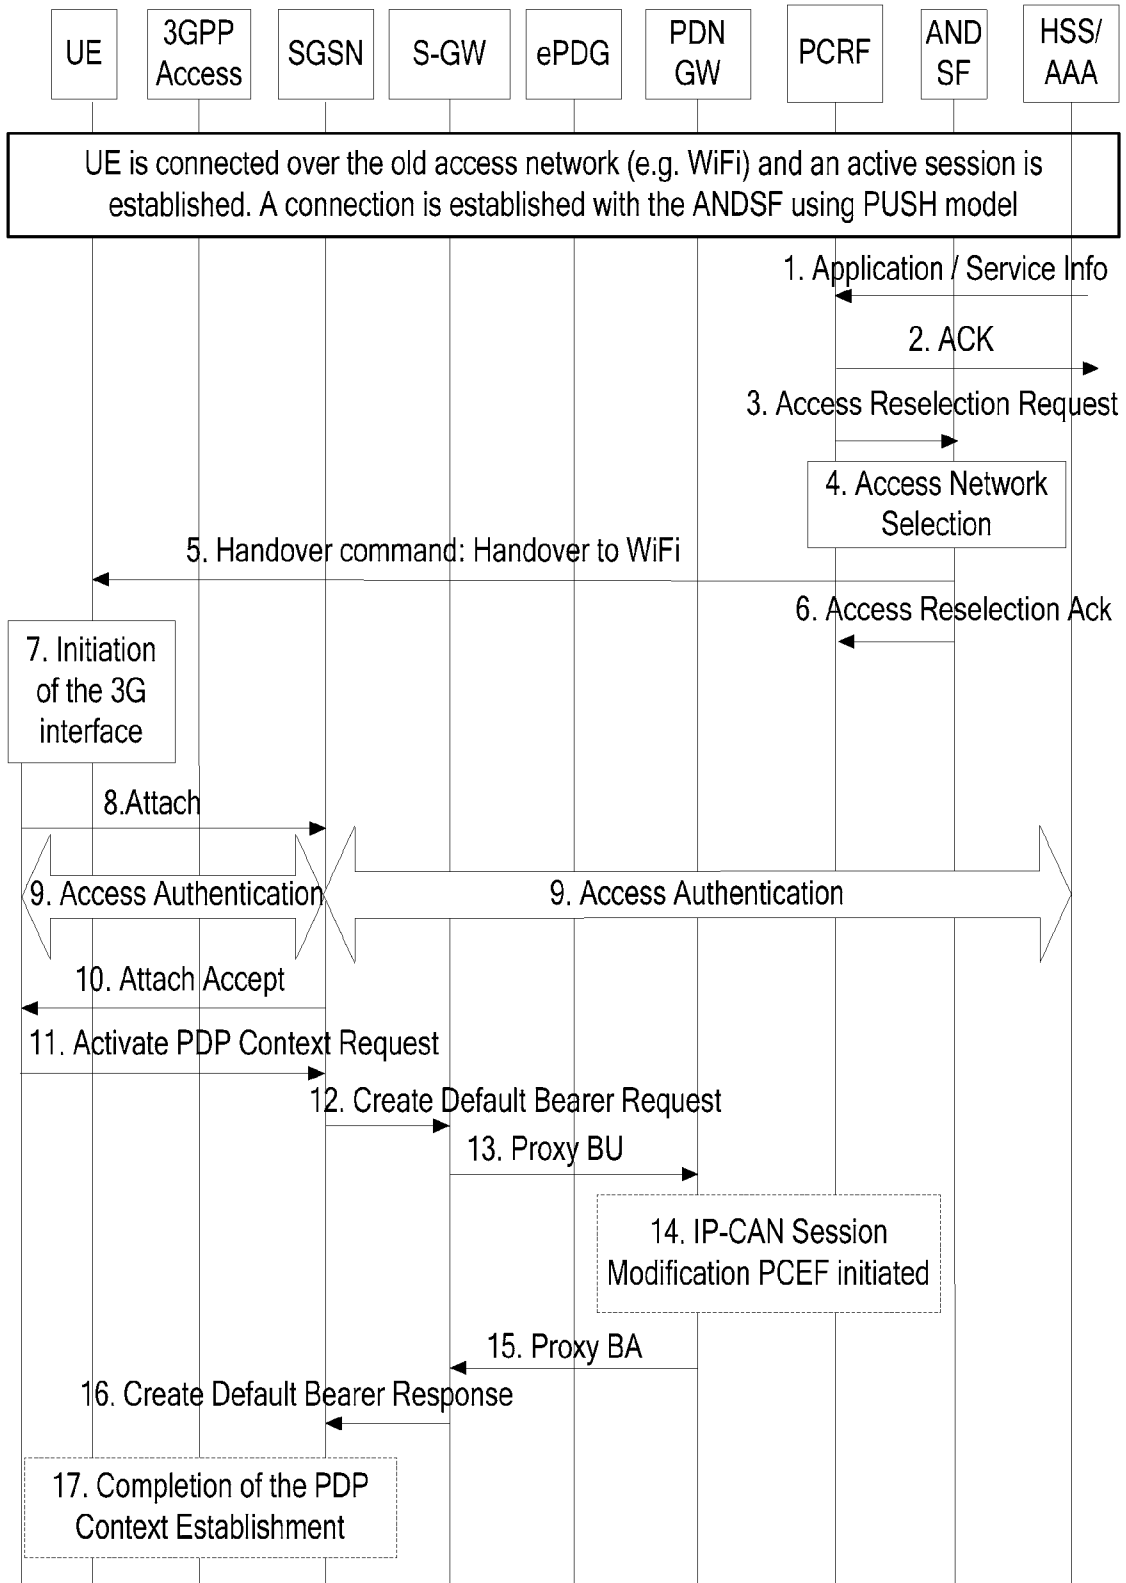 UE
3GPP
Access
SGSN
S-GW
ePDG
PDN
GW
PCRF
AND
SF
HSS/
AAA
UE is connected over the old access network (e.g. WiFi) and an active session is
established. A connection is established with the ANDSF using PUSH model
1. Application / Service Info
2. ACK
3. Access Reselection Request
4. Access Network
Selection
5. Handover command: Handover to WiFi
6. Access Reselection Ack
7. Initiation
of the 3G
interface
8.Attach
9. Access Authentication
9. Access Authentication
10. Attach Accept
11. Activate PDP Context Request
12. Create Default Bearer Request
13. Proxy BU
14. IP-CAN Session
Modification PCEF initiated
15. Proxy BA
16. Create Default Bearer Response
17. Completion of the PDP
Context Establishment